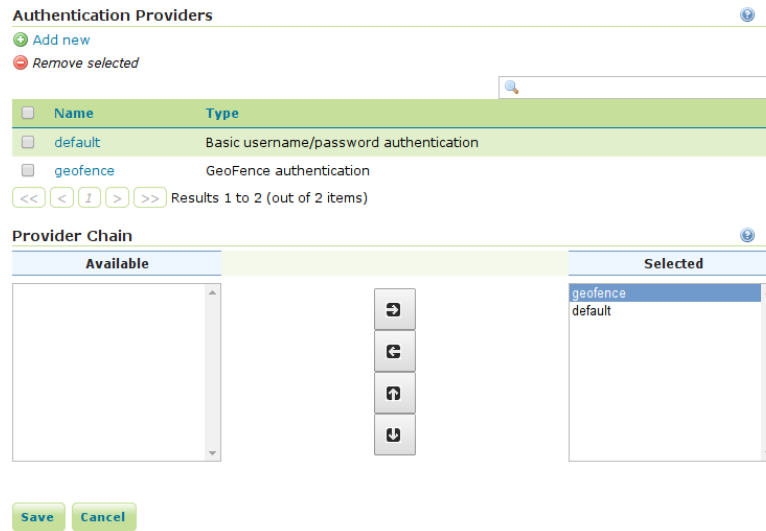 Authentication Providers
Add new
Remove selected
Name Type
default Basic username/password authentication
geofence GeoFence authentication
<< < 1 > >> Results 1 to 2 (out of 2 items)
Provider Chain
Available Selected
geofence
default
Save Cancel